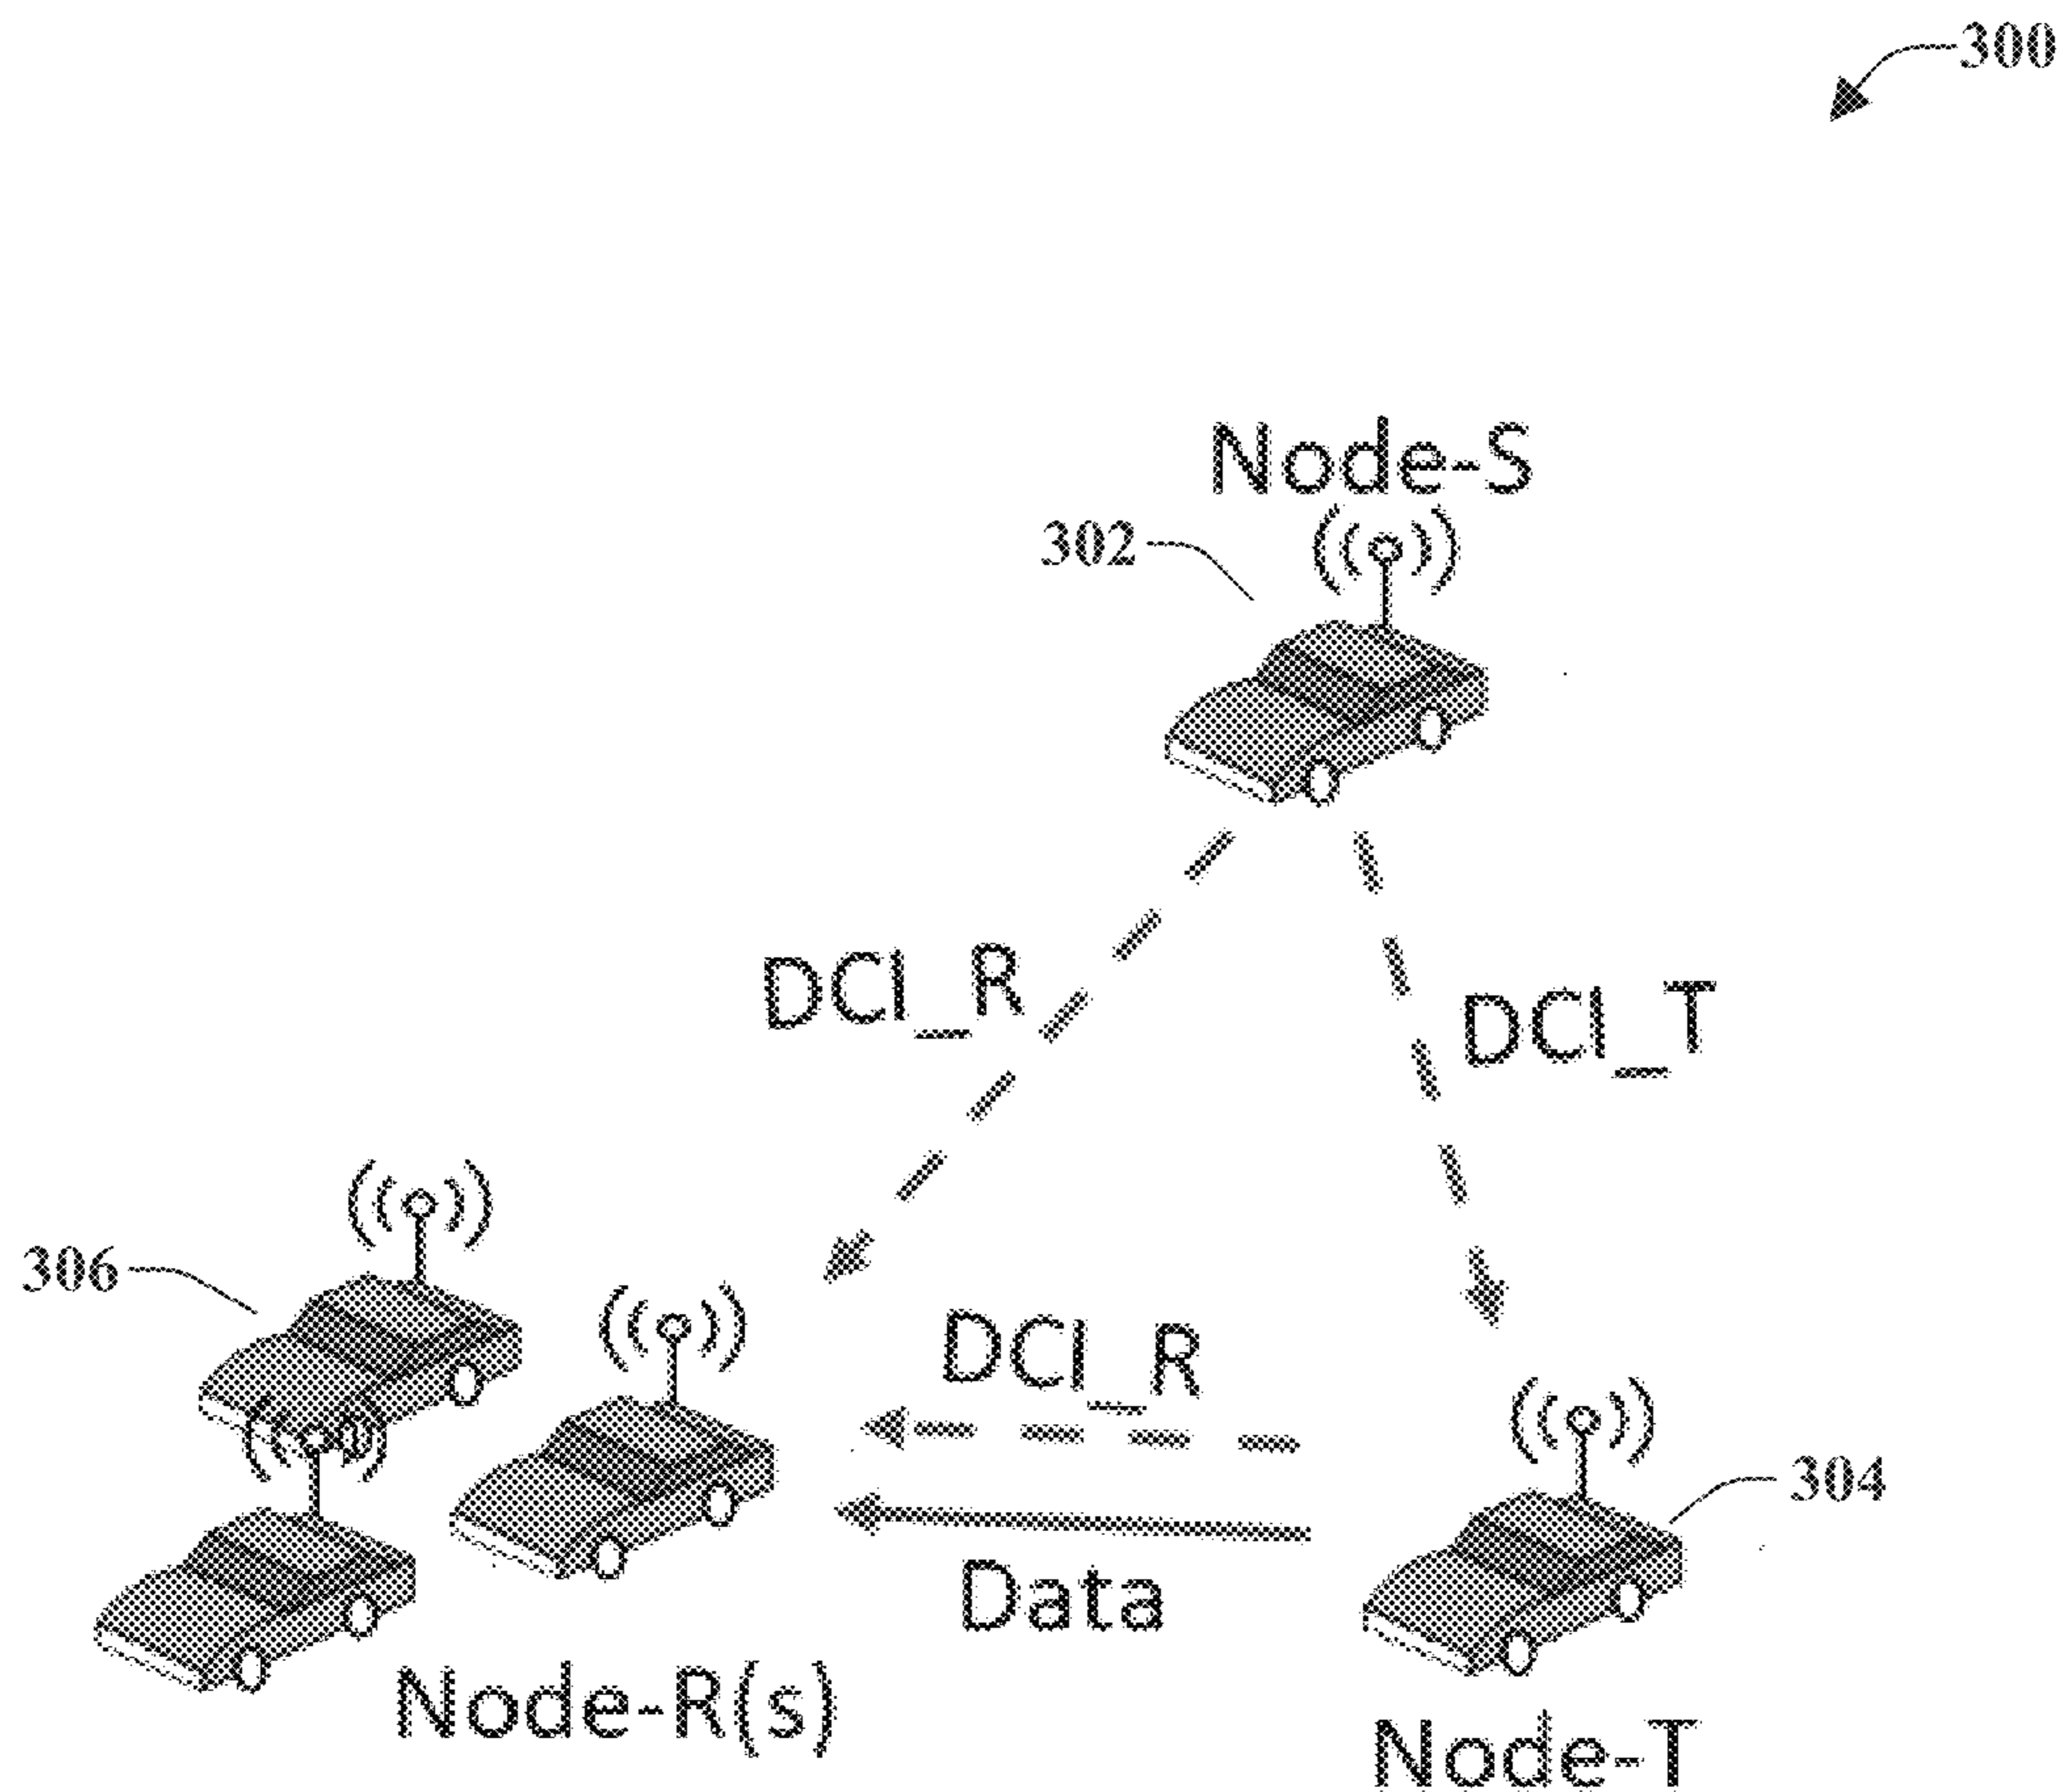 300
Node-S
302
DCI_R
DCI_T
306
DCI_R
304
Data
Node-R(s)
Node-T